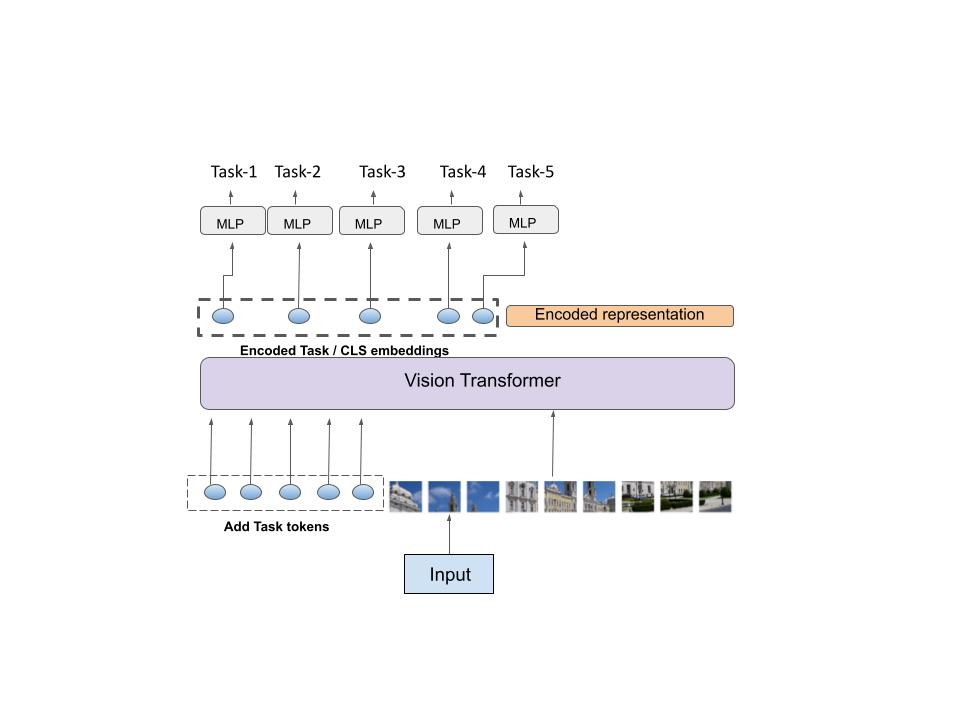 Task-1 Task-2 Task-3 Task-4 Task-5
MLP MLP MLP MLP MLP
Encoded representation
Encoded Task / CLS embeddings
Vision Transformer
Add Task tokens
Input